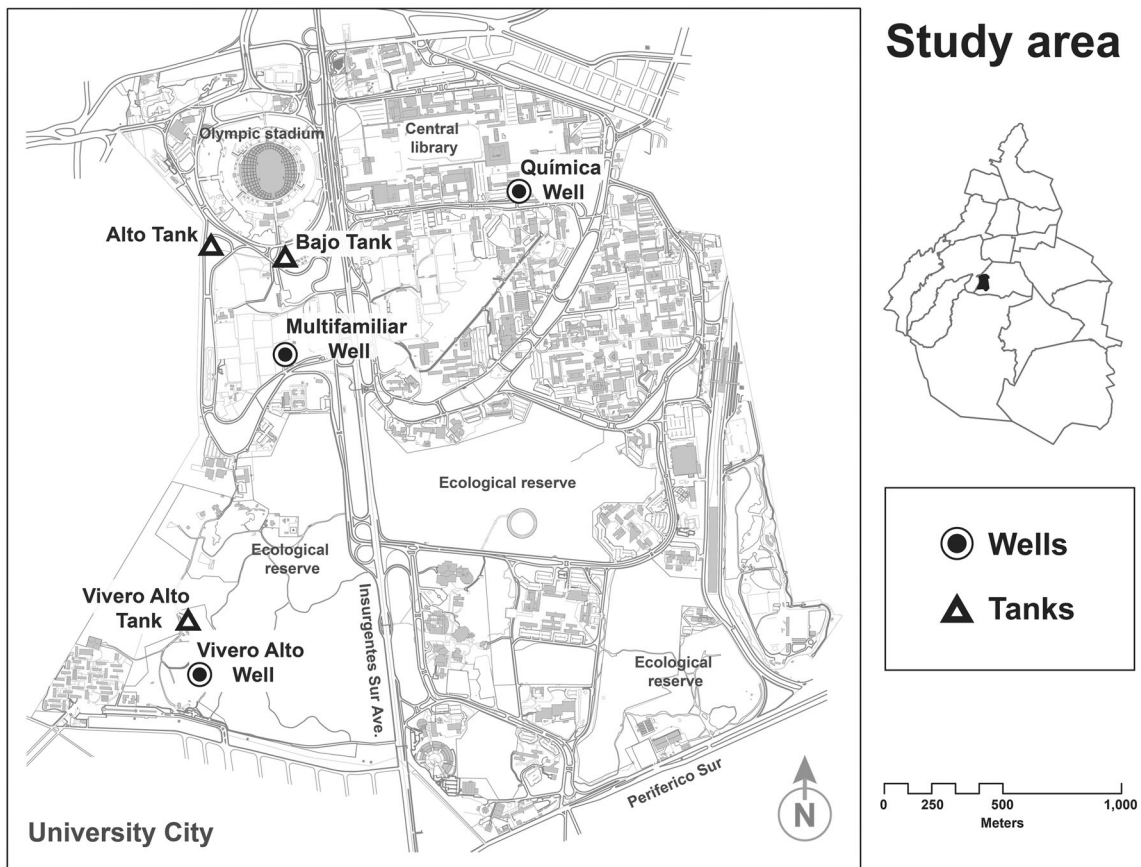 Study area
Olympic stadium
Central
library
Química
Well
Alto Tank
Bajo Tank
Multifamiliar
Well
Ecological reserve
Ecological
reserve
Vivero Alto
Tank
Vivero Alto
Well
Insurgentes Sur Ave.
Ecological
reserve
Periferico Sur
N
University City
Wells
Tanks
0 250 500 1,000
Meters